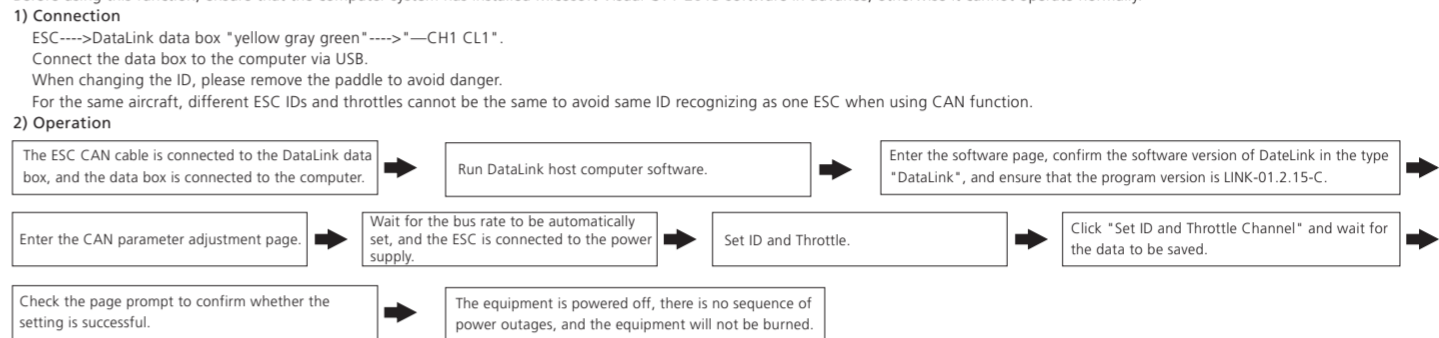 1) Connection
ESC---->DataLink data box "yellow gray green"---->"—CH1 CL1".
Connect the data box to the computer via USB.
When changing the ID, please remove the paddle to avoid danger.
For the same aircraft, different ESC IDs and throttles cannot be the same to avoid same ID recognizing as one ESC when using CAN function.
2) Operation
The ESC CAN cable is connected to the DataLink data
box, and the data box is connected to the computer.
Run DataLink host computer software.
Enter the software page, confirm the software version of DateLink in the type
"DataLink", and ensure that the program version is LINK-01.2.15-C.
Enter the CAN parameter adjustment page.
Wait for the bus rate to be automatically
set, and the ESC is connected to the power
supply.
Set ID and Throttle.
Click "Set ID and Throttle Channel" and wait for
the data to be saved.
Check the page prompt to confirm whether the
setting is successful.
The equipment is powered off, there is no sequence of
power outages, and the equipment will not be burned.